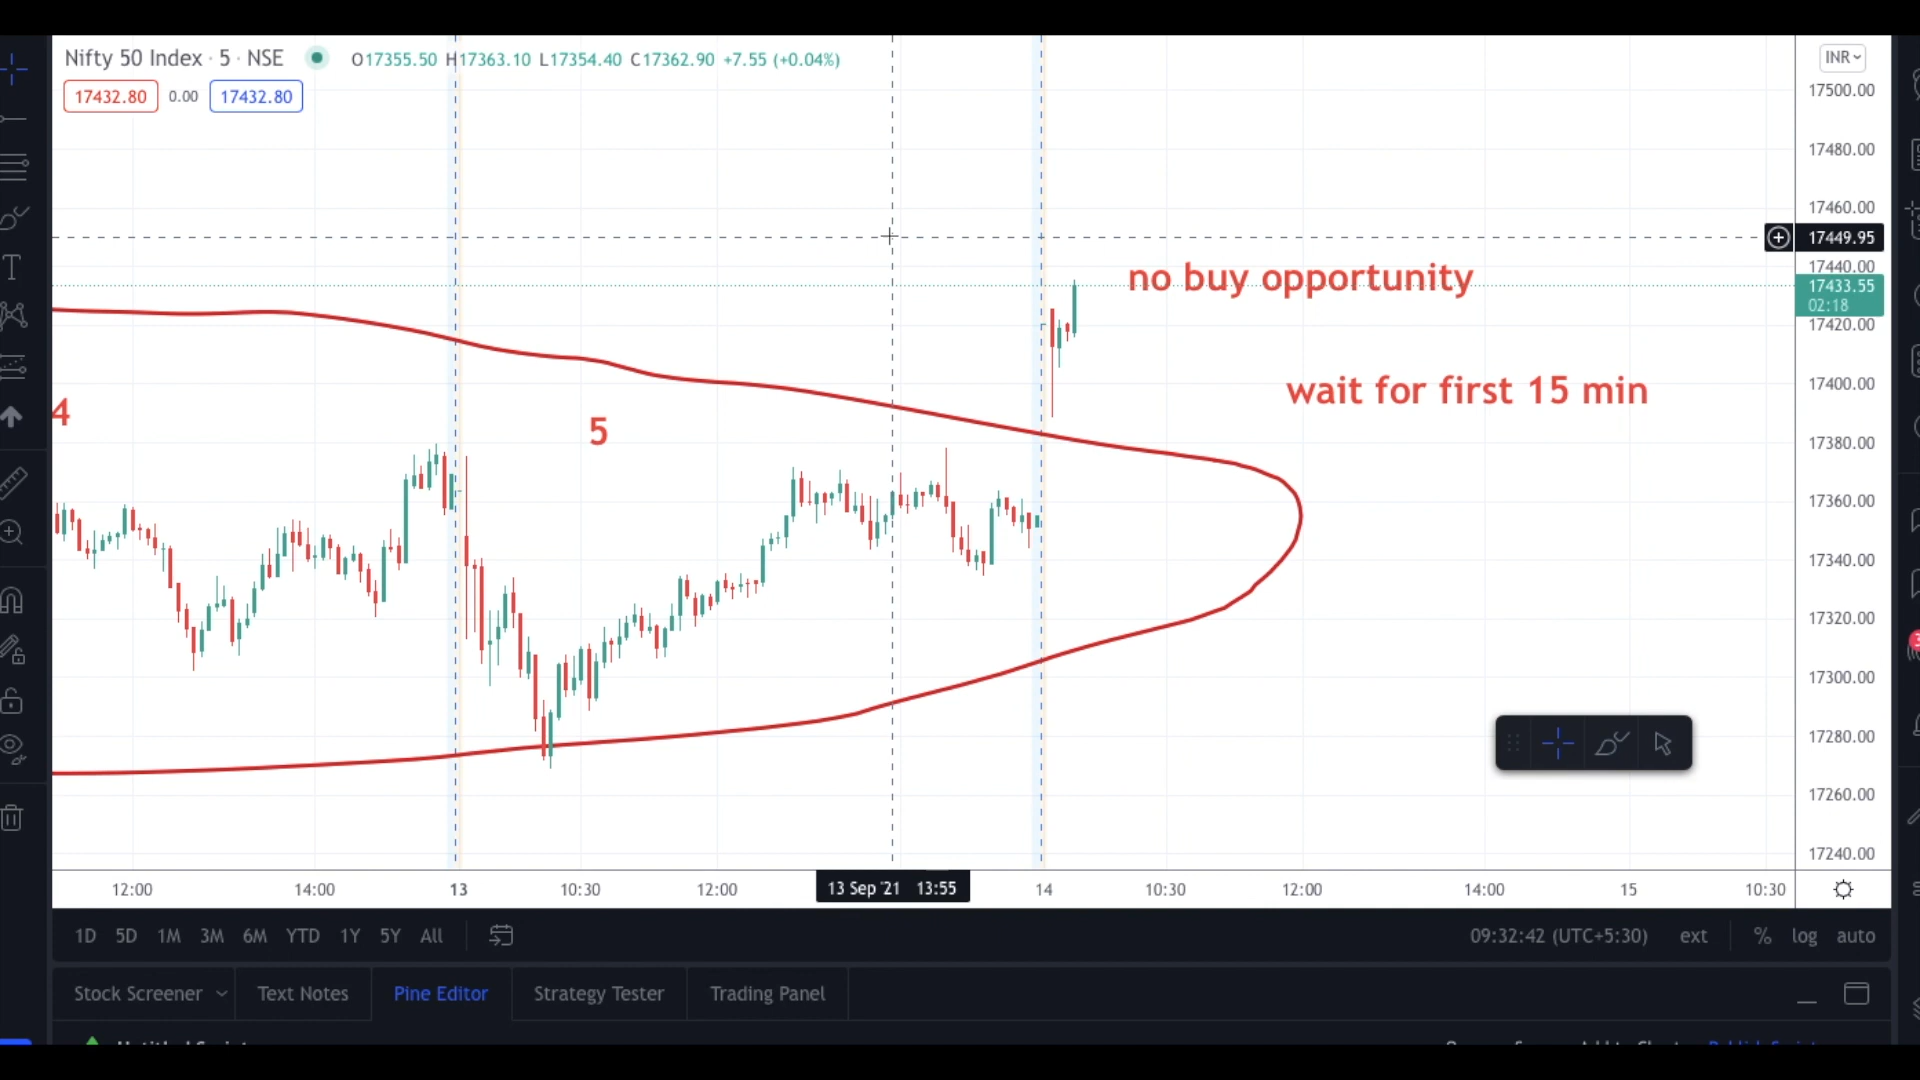 Nifty 50 Index · 5 · NSE O17355.50 H17363.10 L17354.40 C17362.90 +7.55 (+0.04%)
INR
17432.80 0.00 17432.80
17500.00
17480.00
17460.00
17449.95
17440.00
17433.55
02:18
17420.00
17400.00
17380.00
17360.00
17340.00
17320.00
17300.00
17280.00
17260.00
17240.00
no buy opportunity
wait for first 15 min
4
5
12:00 14:00 13 10:30 12:00 13 Sep '21 13:55 14 10:30 12:00 14:00 15 10:30
1D 5D 1M 3M 6M YTD 1Y 5Y All 09:32:42 (UTC+5:30) ext % log auto
Stock Screener Text Notes Pine Editor Strategy Tester Trading Panel